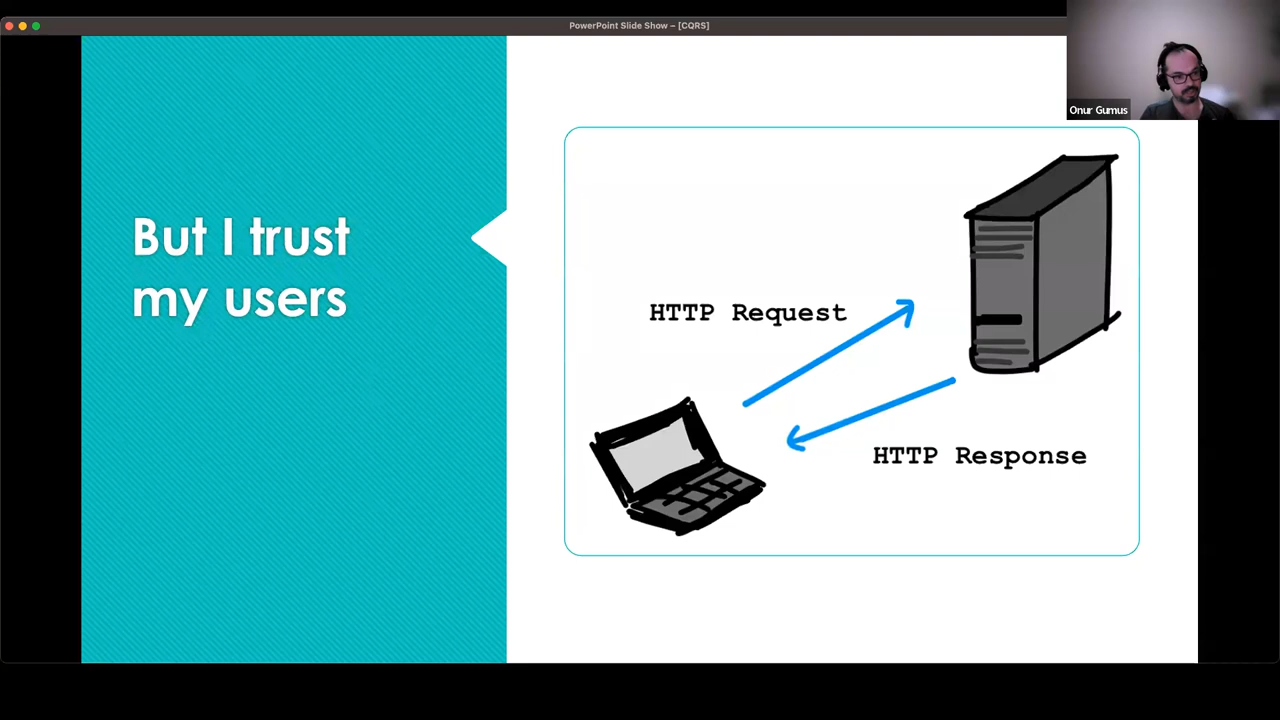 PowerPoint Slide Show – [CQRS]
Onur Gumus
But I trust
my users
HTTP Request
HTTP Response